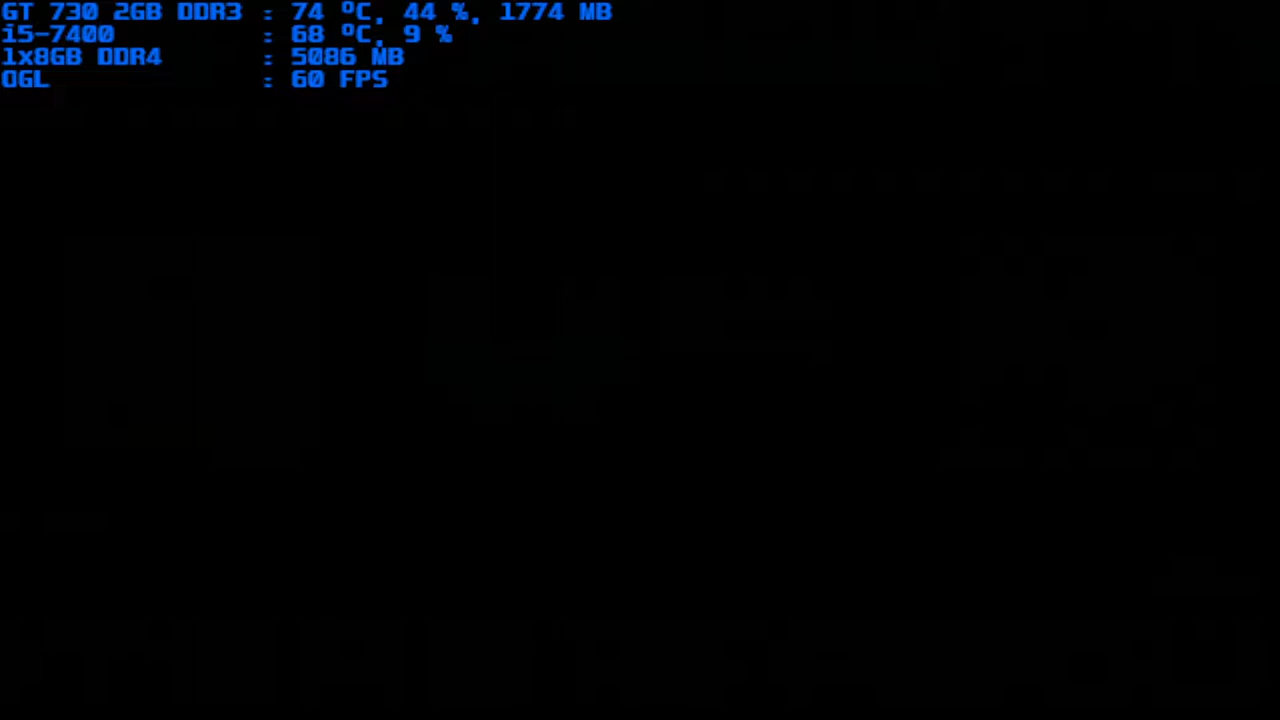 GT 730 2GB DDR3 : 74 ºC, 44 %, 1774 MB
i5-7400 : 68 ºC, 9 %
1x8GB DDR4 : 5086 MB
OGL : 60 FPS